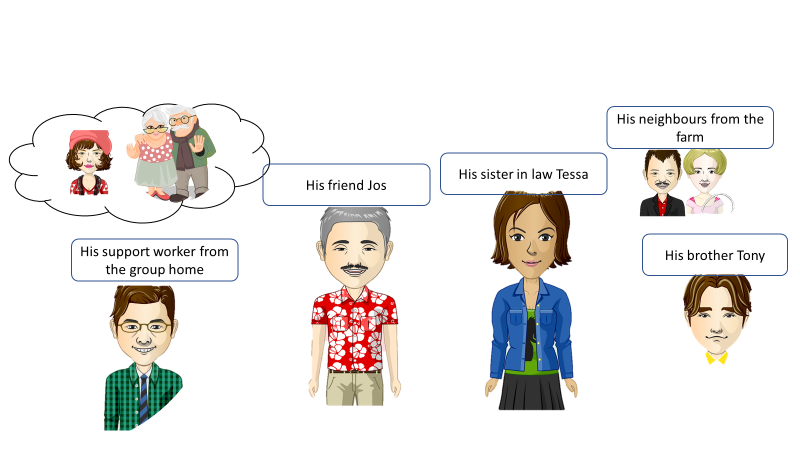 His neighbours from the
farm
His friend Jos
His sister in law Tessa
His support worker from
the group home
His brother Tony